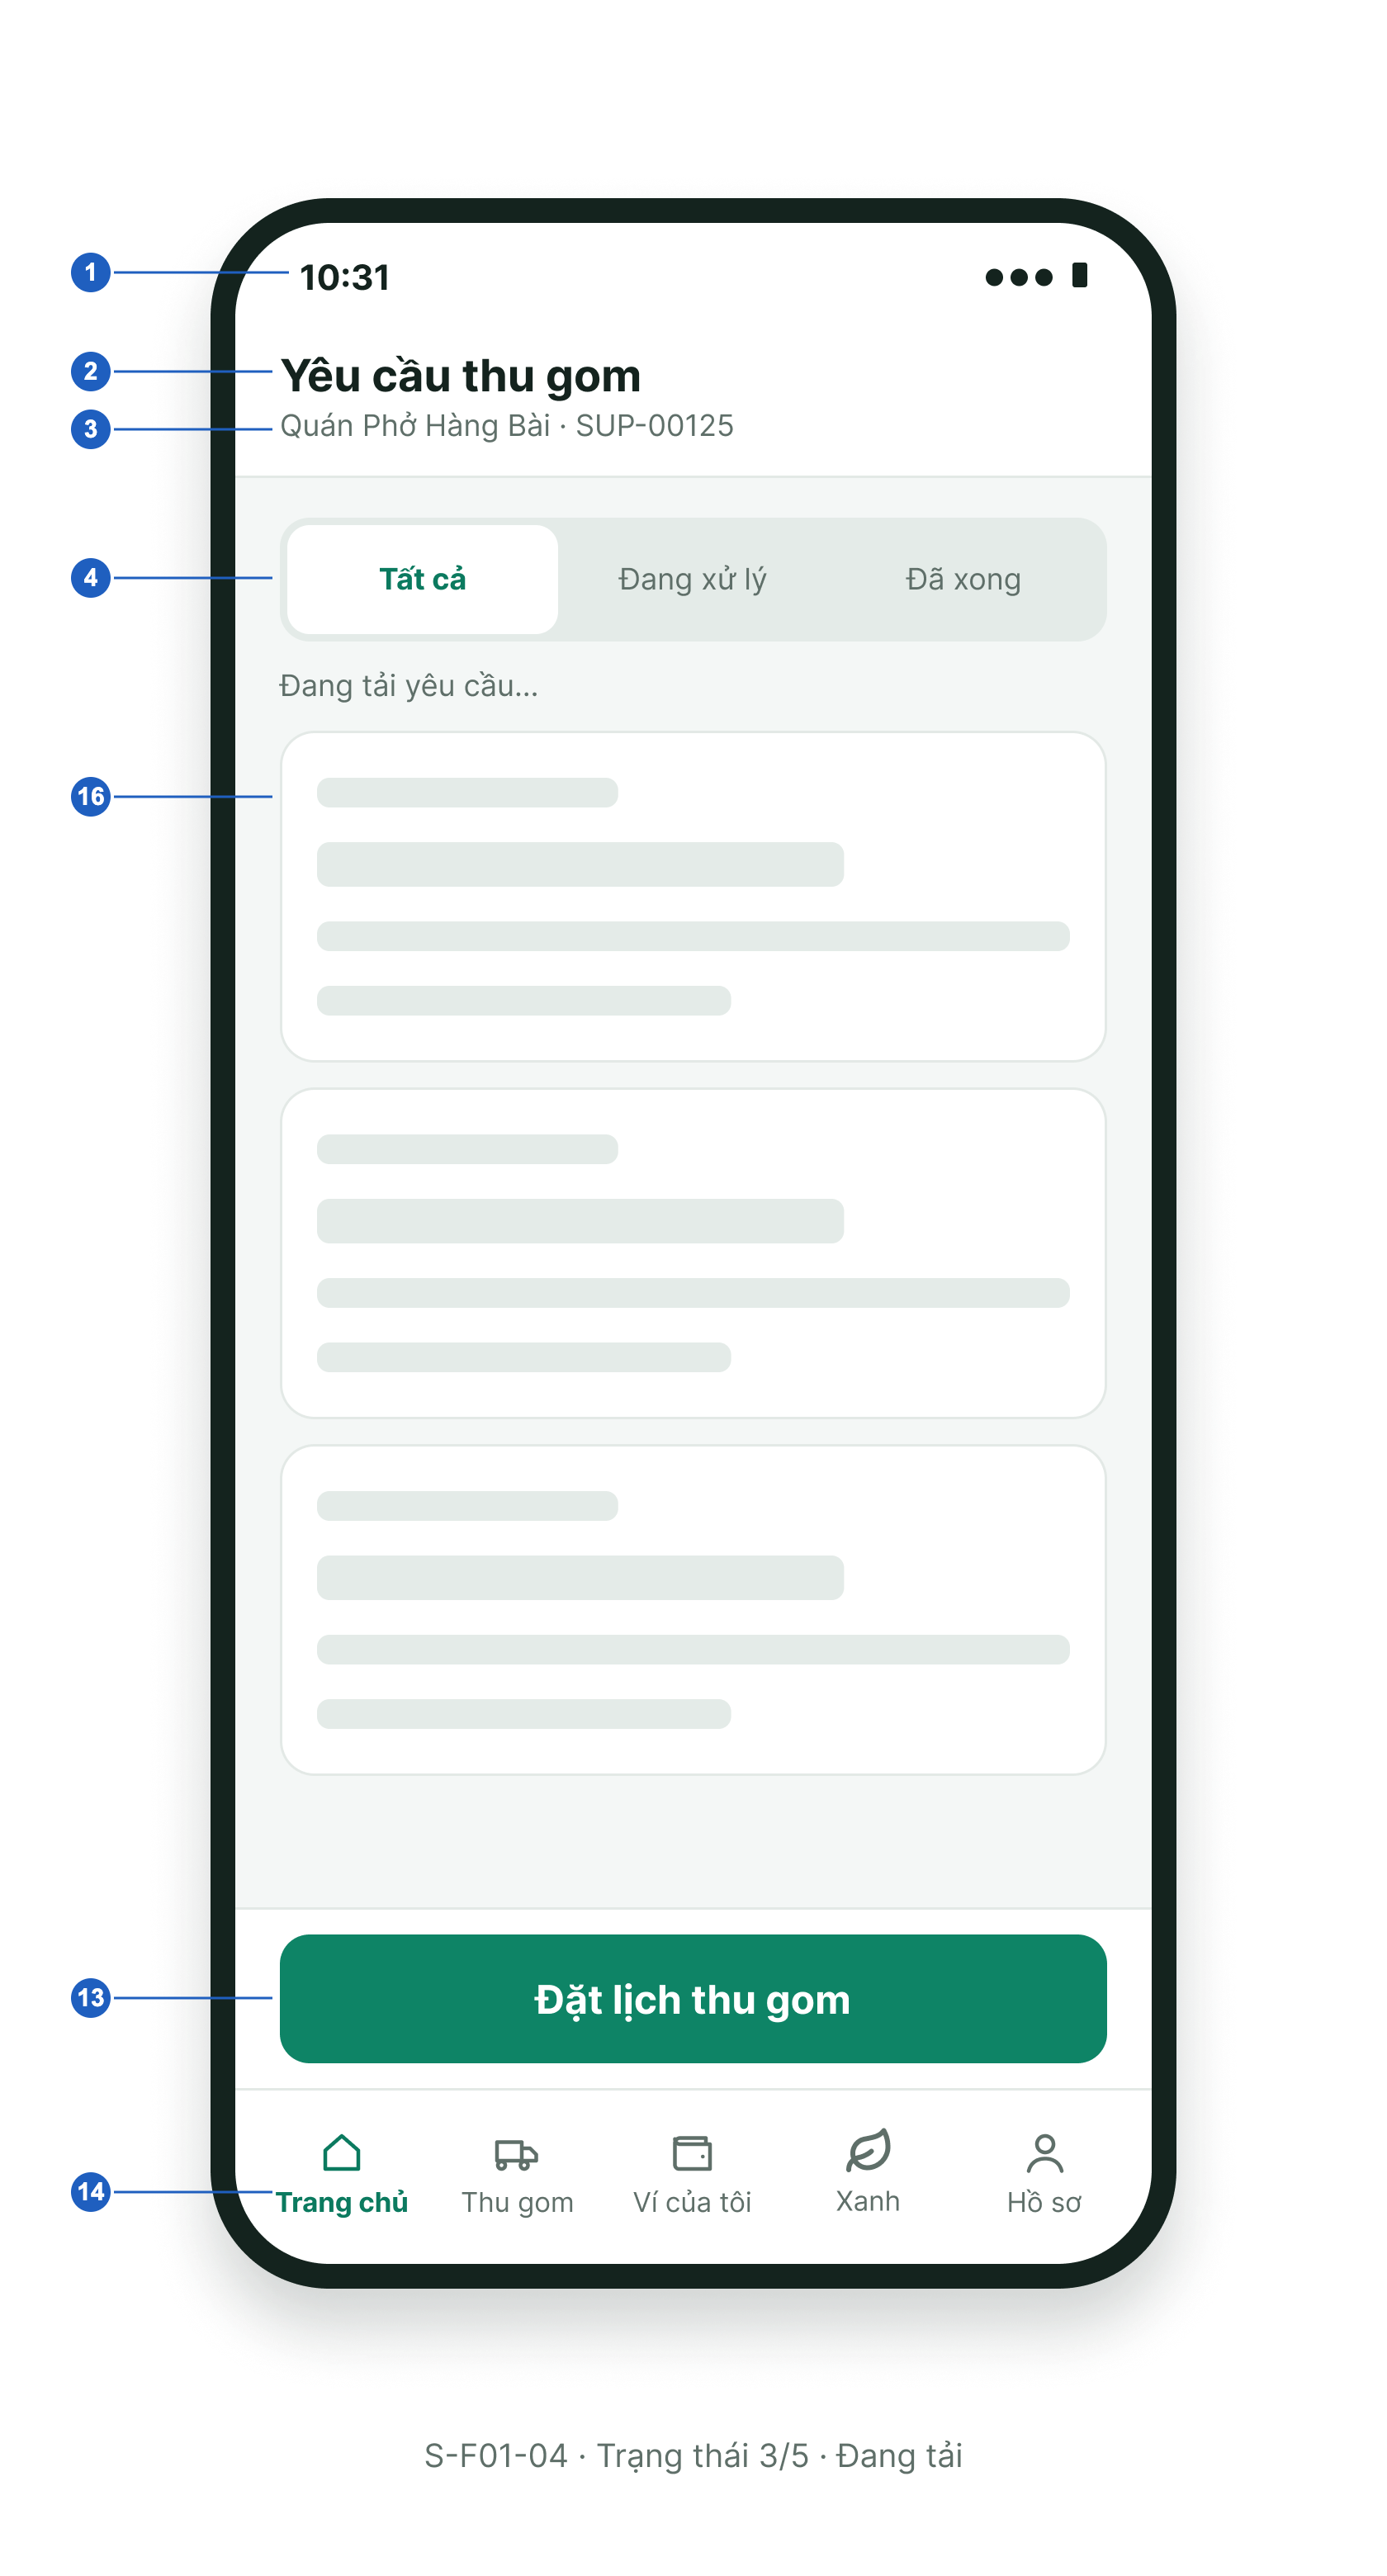 1
10:31
2
Yêu cầu thu gom
3
Quán Phở Hàng Bài · SUP-00125
4
Tất cả Đang xử lý Đã xong
Đang tải yêu cầu...
16
13
Đặt lịch thu gom
14
Trang chủ Thu gom Ví của tôi Xanh Hồ sơ
S-F01-04 · Trạng thái 3/5 · Đang tải